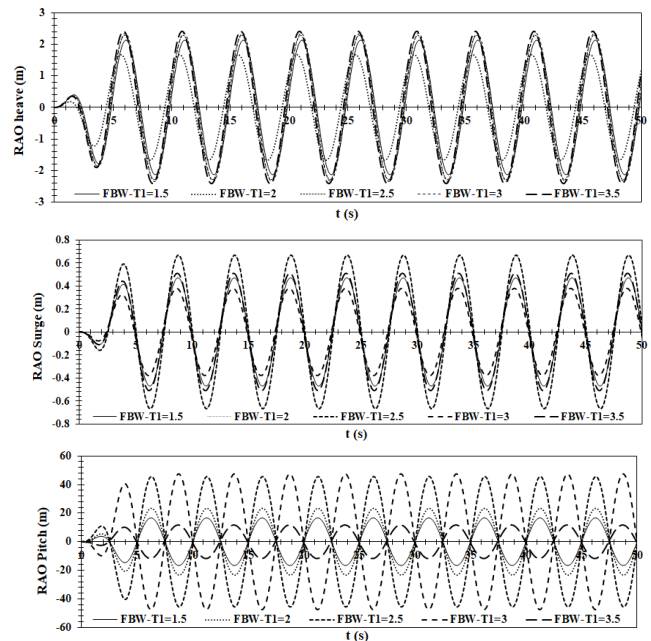 3
2
1
0
-1
-2
-3
RAO heave (m)
0 5 10 15 20 25 30 35 40 45 50
FBW-T1=1.5 FBW-T1=2 FBW-T1=2.5 FBW-T1=3 FBW-T1=3.5
t (s)
0.8
0.6
0.4
0.2
0
-0.2
-0.4
-0.6
-0.8
RAO Surge (m)
0 5 10 15 20 25 30 35 40 45 50
FBW-T1=1.5 FBW-T1=2 FBW-T1=2.5 FBW-T1=3 FBW-T1=3.5
t (s)
60
40
20
0
-20
-40
-60
RAO Pitch (m)
0 5 10 15 20 25 30 35 40 45 50
FBW-T1=1.5 FBW-T1=2 FBW-T1=2.5 FBW-T1=3 FBW-T1=3.5
t (s)